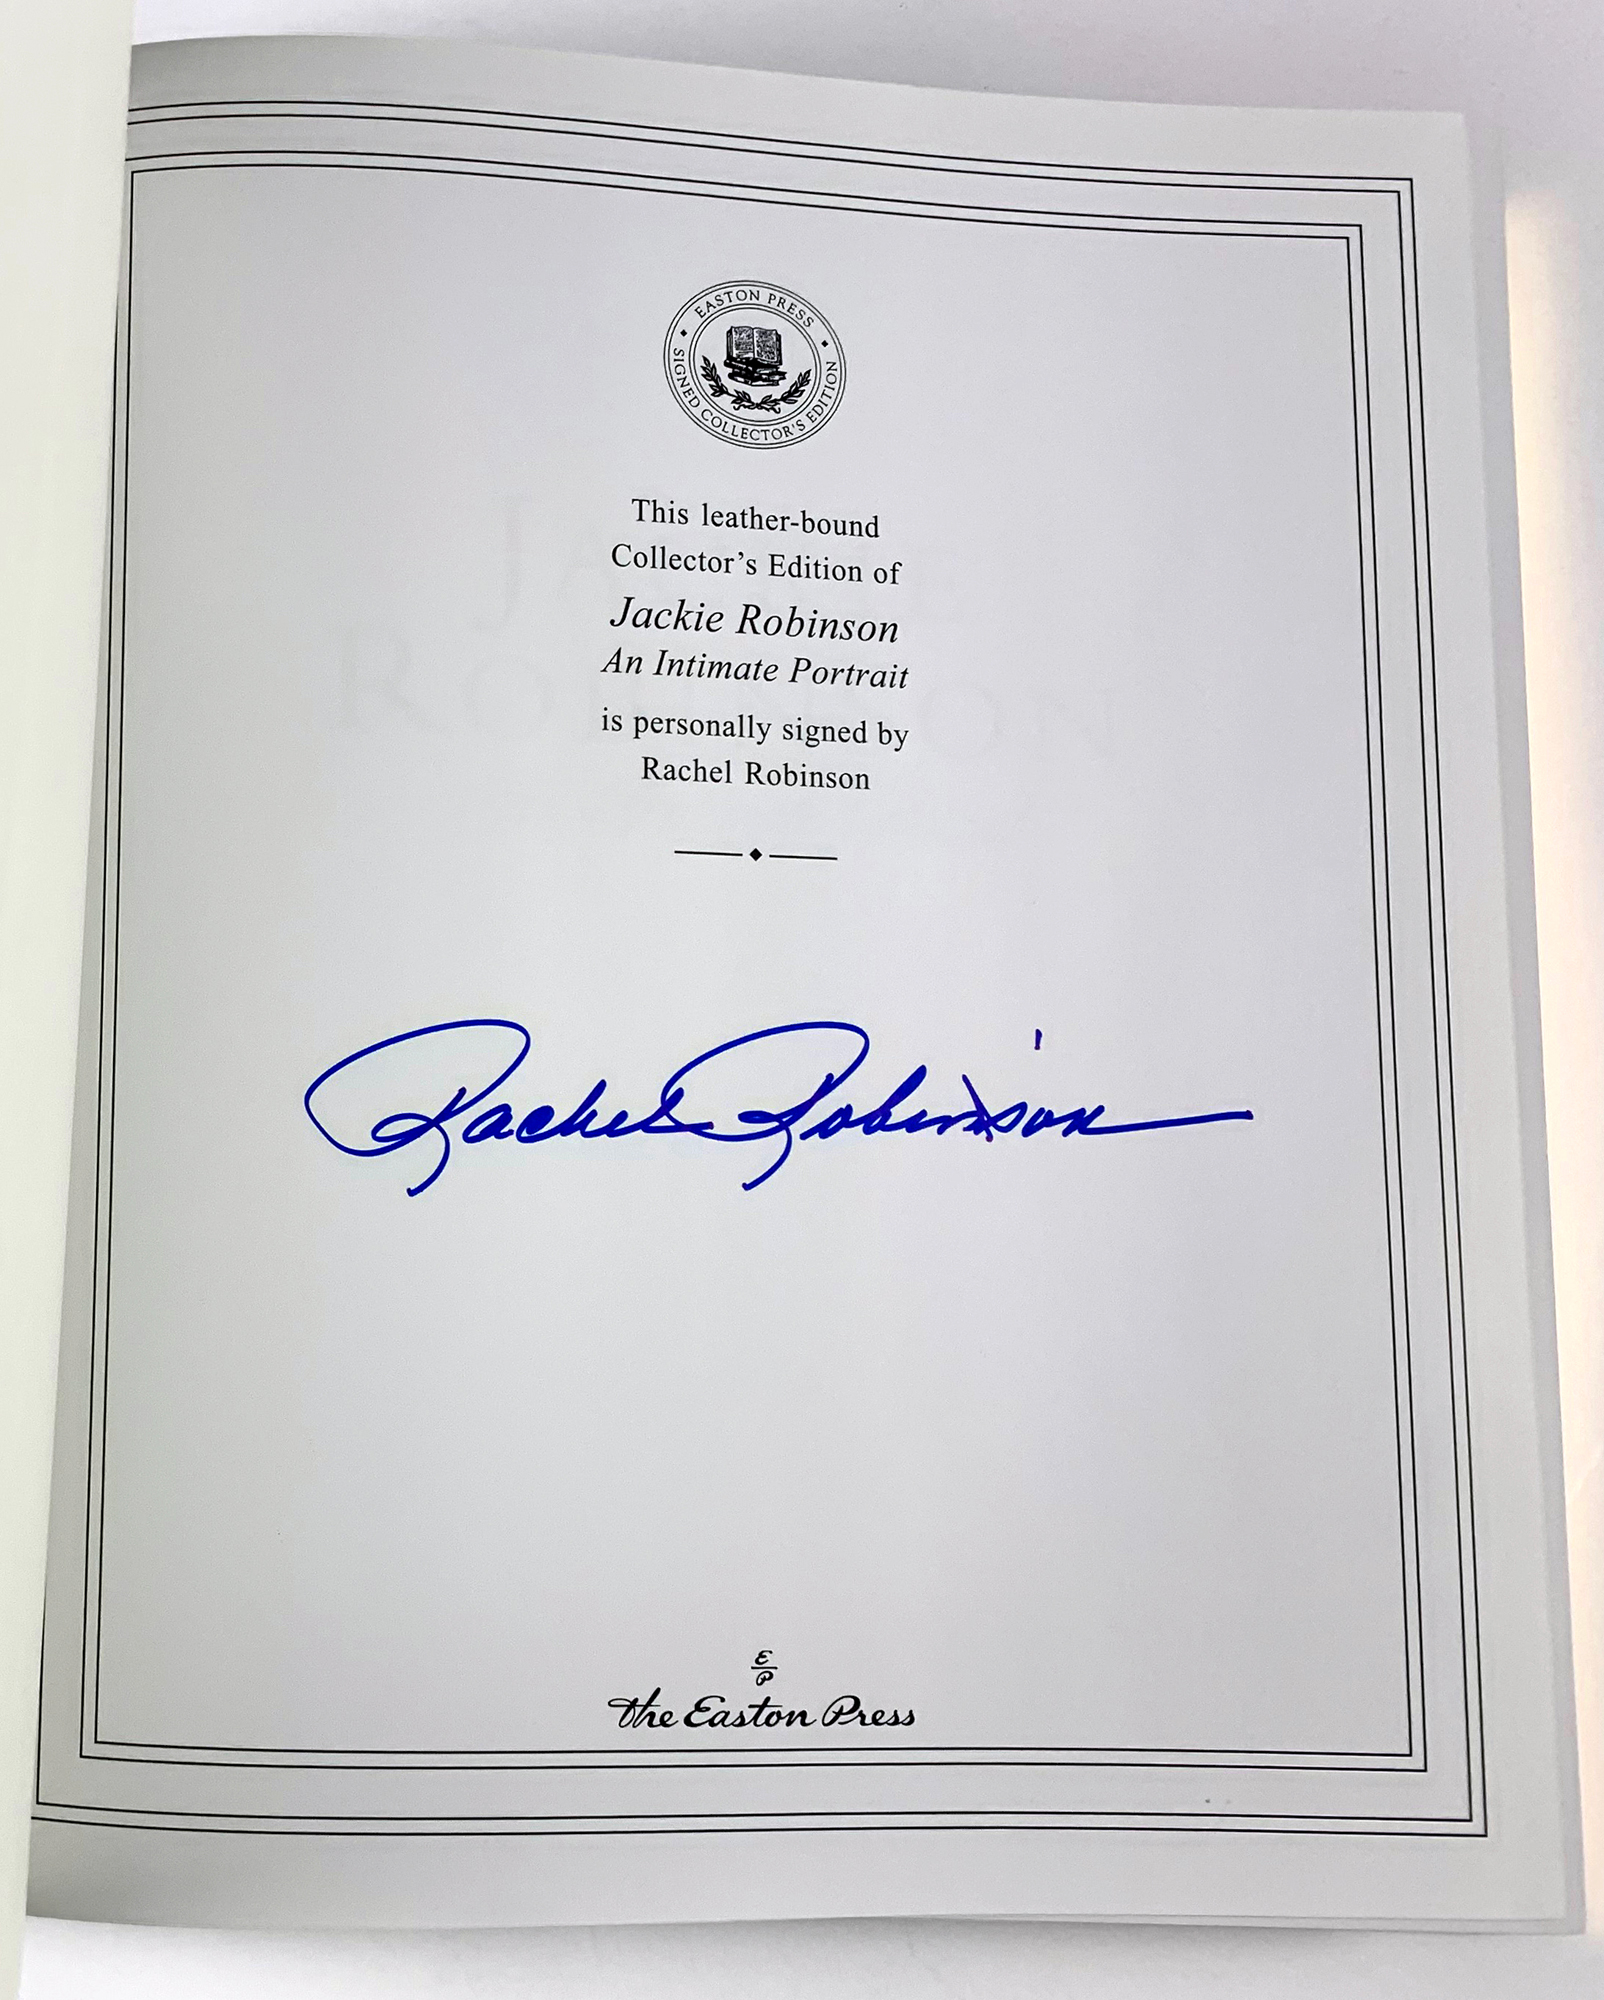 EASTON PRESS
SIGNED COLLECTOR'S EDITION
This leather-bound
Collector's Edition of
Jackie Robinson
An Intimate Portrait
is personally signed by
Rachel Robinson
Rachel Robinson
E
P
The Easton Press